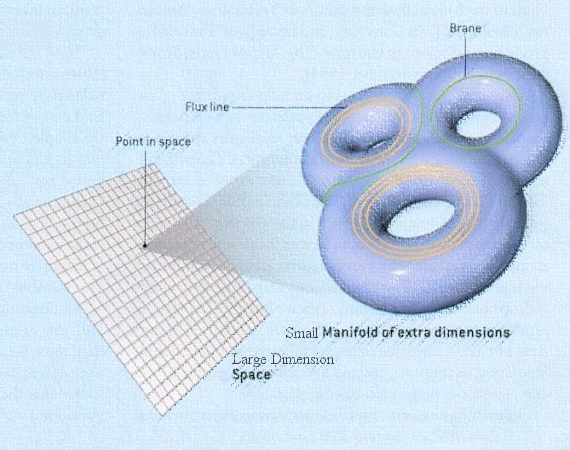 Brane
Flux line
Point in space
Small Manifold of extra dimensions
Large Dimension
Space